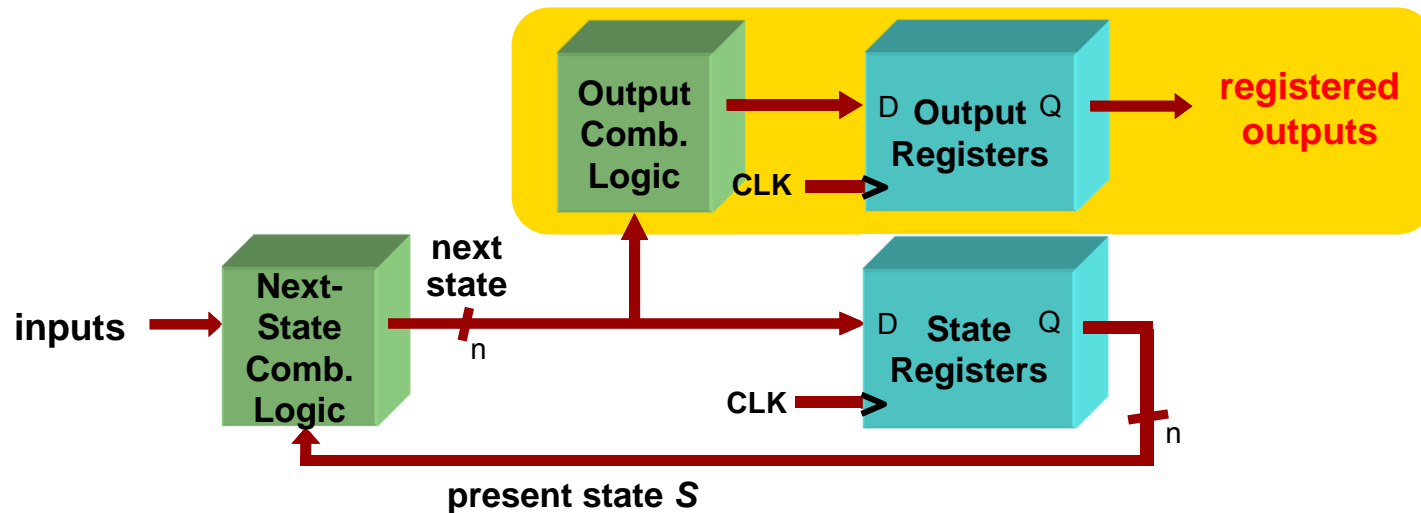 Output
Comb.
Logic
D
Output
Registers
Q
CLK
registered
outputs
inputs
Next-
State
Comb.
Logic
next
state
n
D
State
Registers
Q
CLK
n
present state S